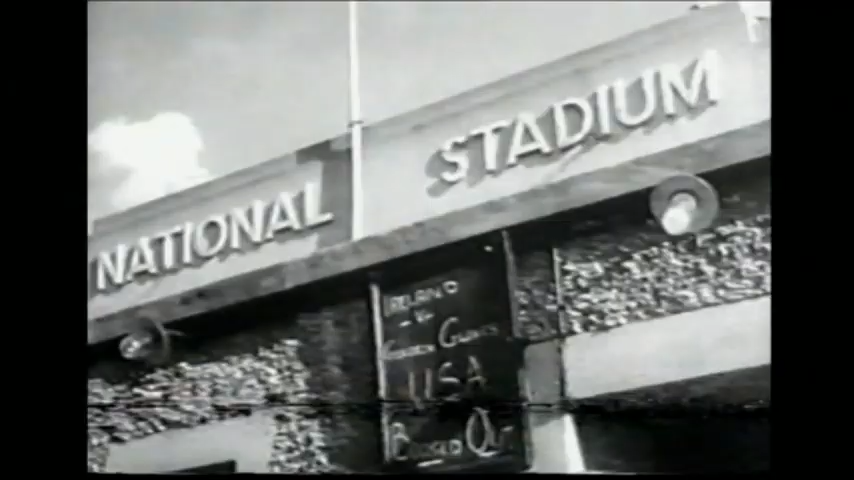 NATIONAL STADIUM
IRELAND
- v -
GOLDEN GLOVES
USA
BOOKED OUT